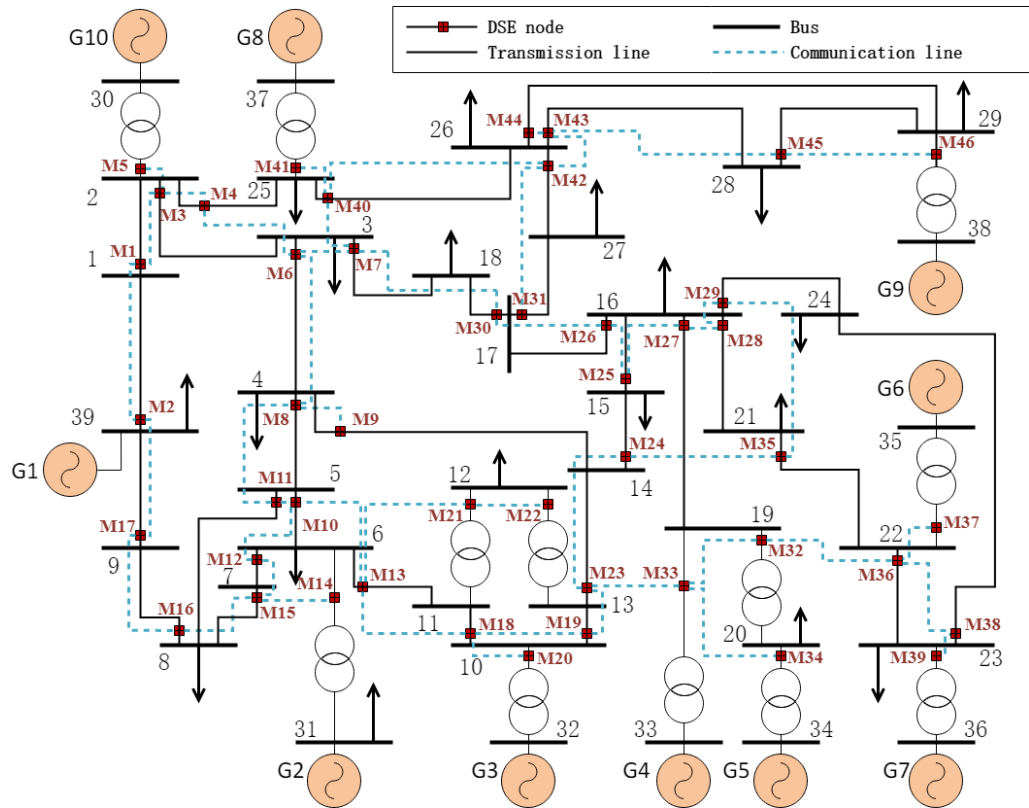 G10
G8
DSE node
Bus
Transmission line
Communication line
30
37
26
M44
M43
29
M5
M41
M42
M45
M46
2
M4
25
M40
28
M3
3
27
38
M1
M6
M7
18
G9
1
16
M29
24
M30
M31
M26
M27
M28
17
G6
M25
4
15
39
M2
M8
M9
21
35
G1
M24
M35
M11
5
12
14
M10
M21
M22
19
22
M37
M17
6
9
M12
M32
M36
7
M14
M13
M23
M33
M16
M15
11
M18
M19
13
20
M38
8
10
M20
M34
M39
23
31
32
33
34
36
G2
G3
G4
G5
G7